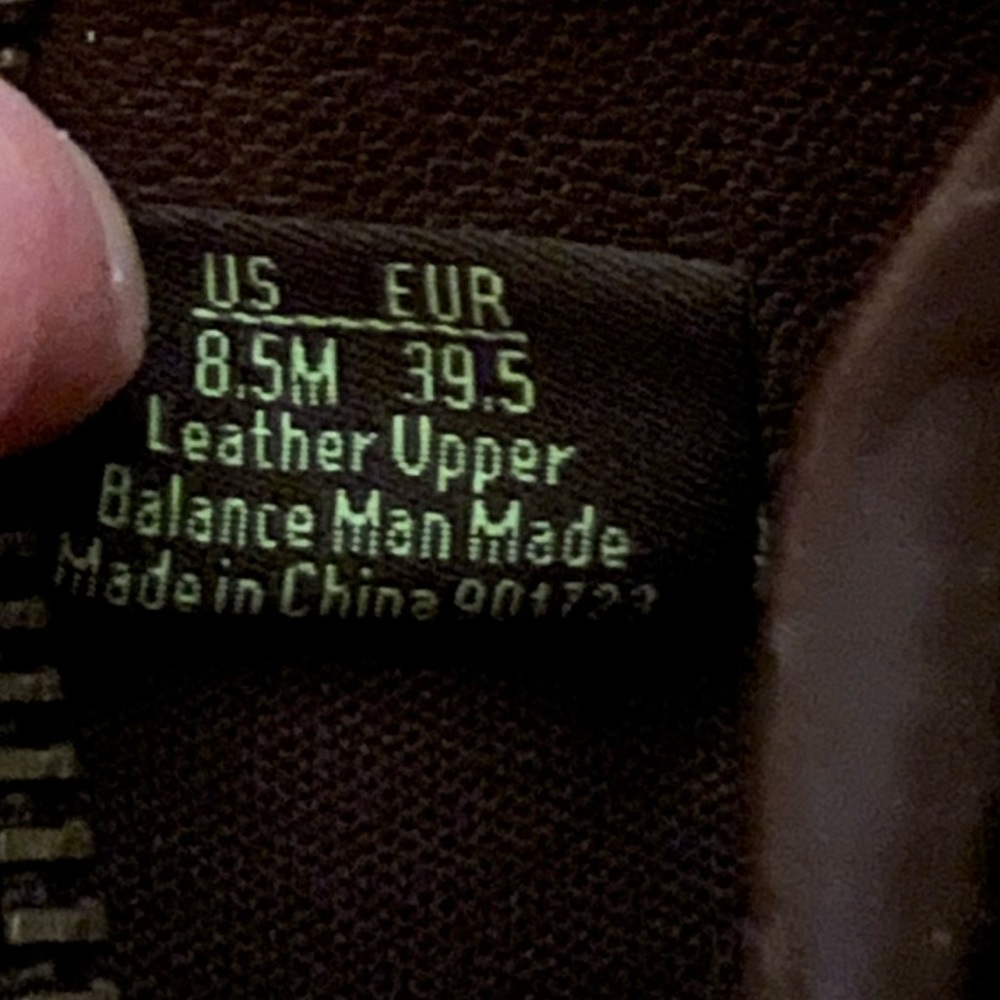 US EUR
8.5M 39.5
Leather Upper
Balance Man Made
Made in China